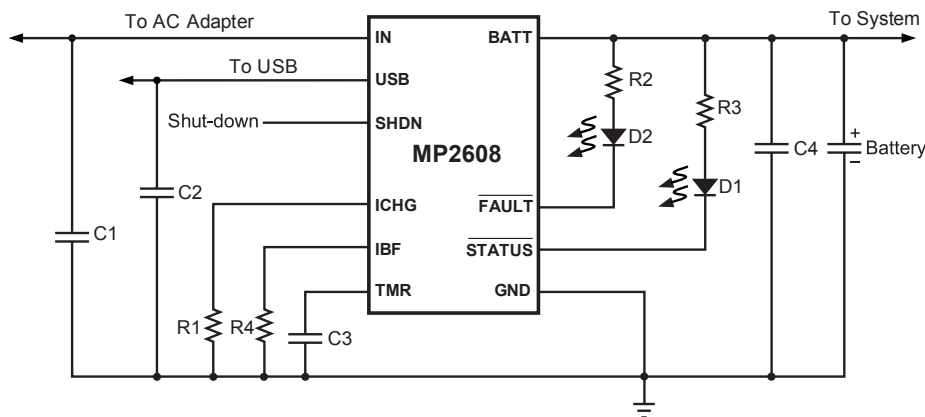 To AC Adapter
To System
IN
BATT
To USB
USB
R2
R3
Shut-down
SHDN
D2
MP2608
C4
+
Battery
−
D1
C2
ICHG
FAULT
C1
IBF
STATUS
TMR
GND
R1
R4
C3